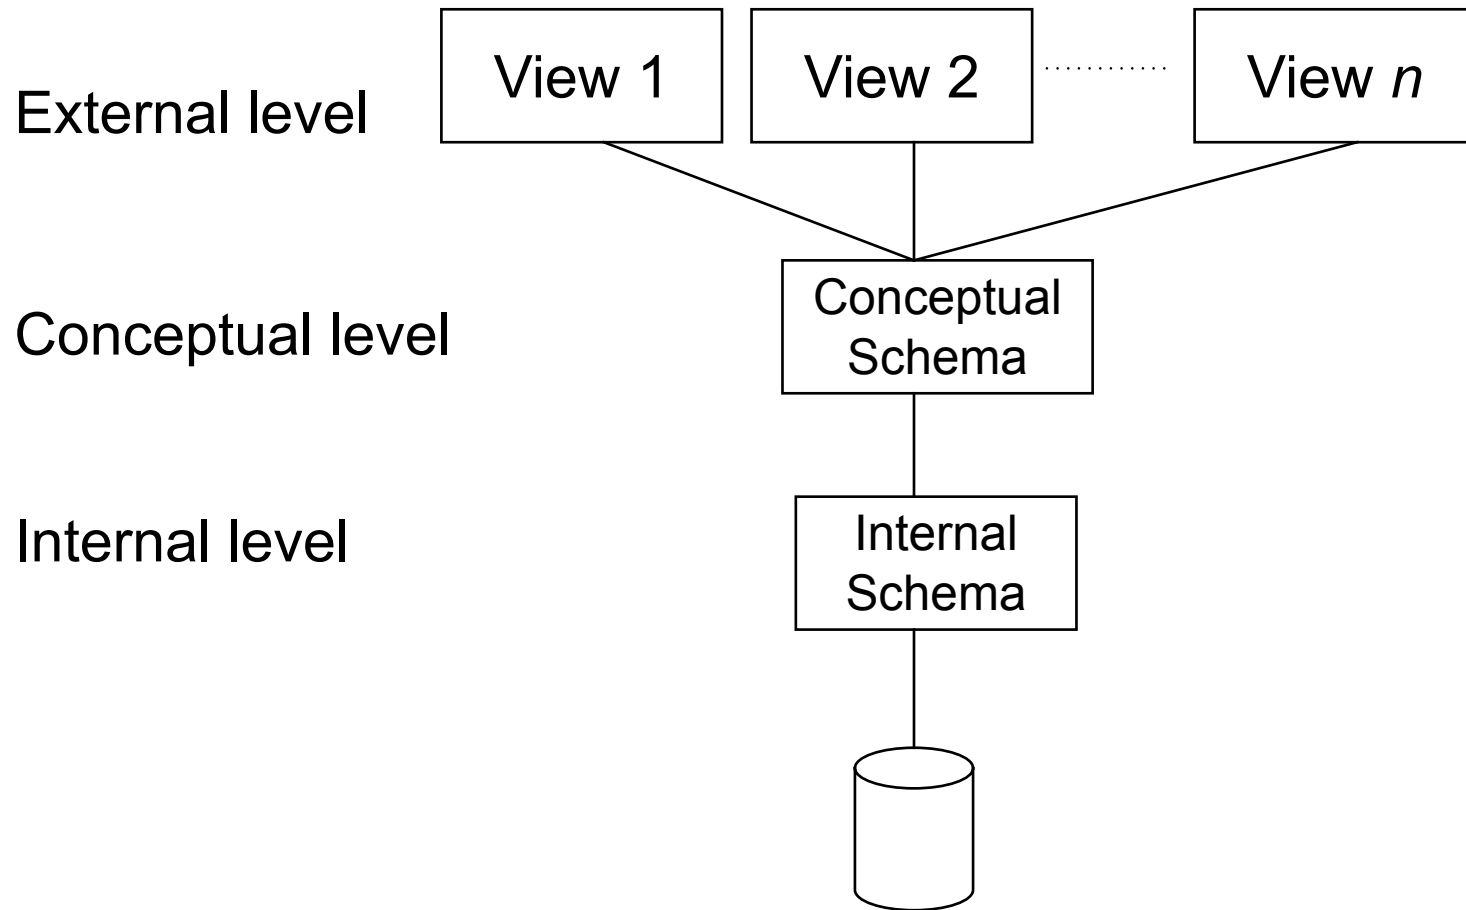 View 1
View 2
............
View n
External level
Conceptual
Schema
Conceptual level
Internal
Schema
Internal level